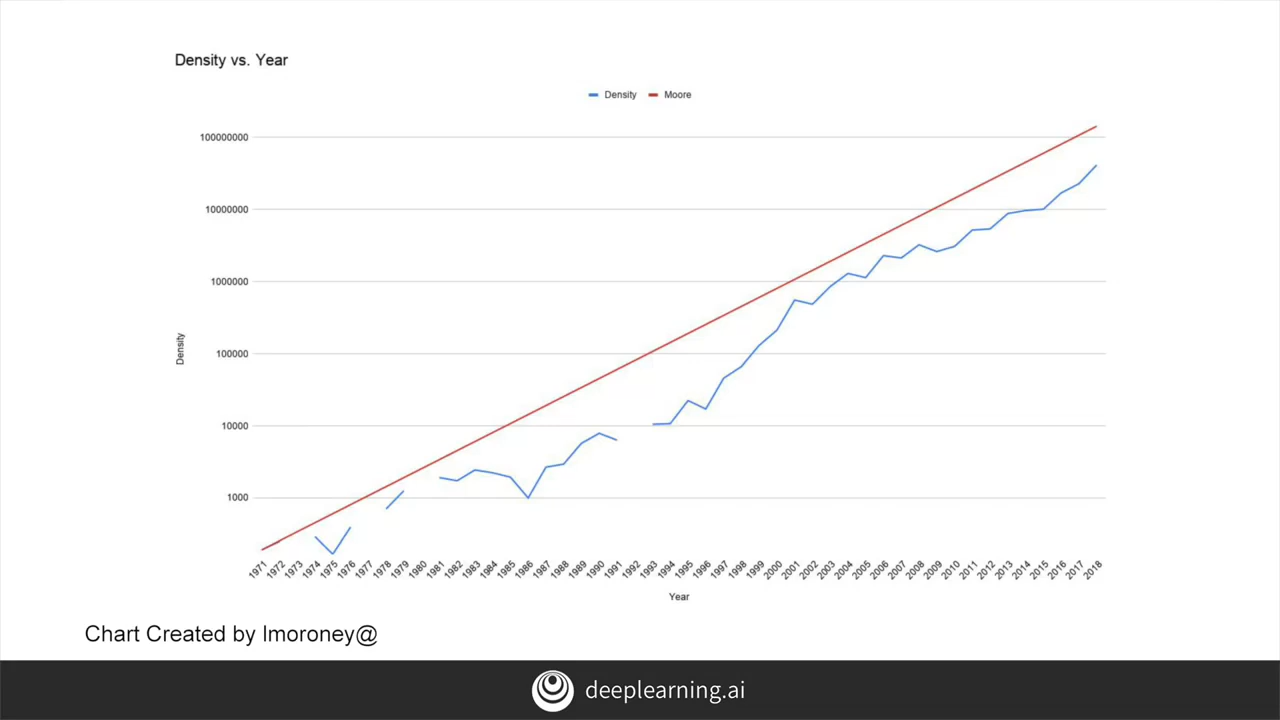 Density vs. Year
Density Moore
100000000
10000000
1000000
100000
10000
1000
Density
1971 1972 1973 1974 1975 1976 1977 1978 1979 1980 1981 1982 1983 1984 1985 1986 1987 1988 1989 1990 1991 1992 1993 1994 1995 1996 1997 1998 1999 2000 2001 2002 2003 2004 2005 2006 2007 2008 2009 2010 2011 2012 2013 2014 2015 2016 2017 2018
Year
Chart Created by lmoroney@
deeplearning.ai